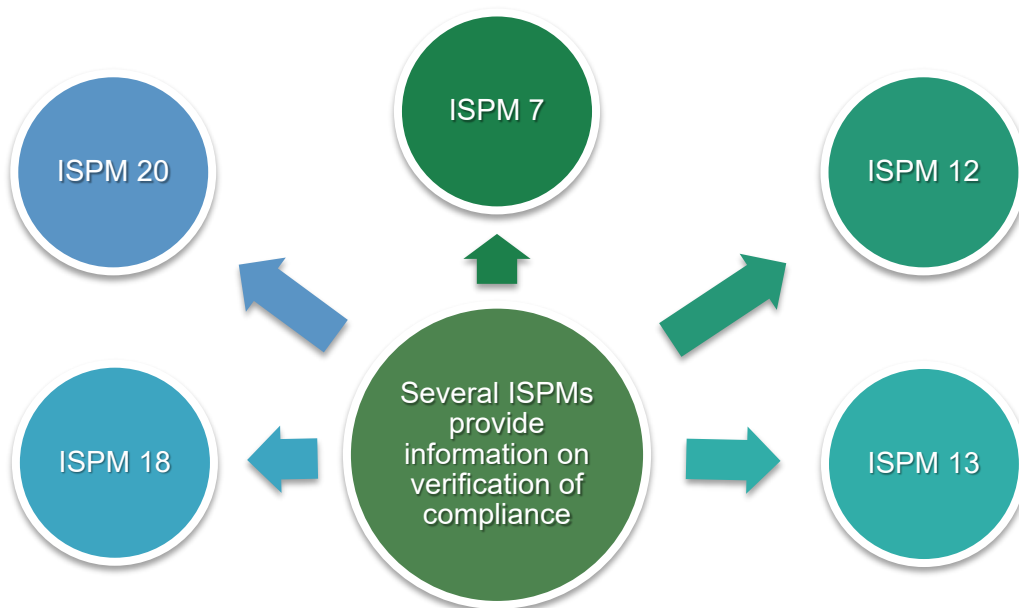 ISPM 7
ISPM 20
ISPM 12
Several ISPMs
provide
information on
verification of
compliance
ISPM 18
ISPM 13